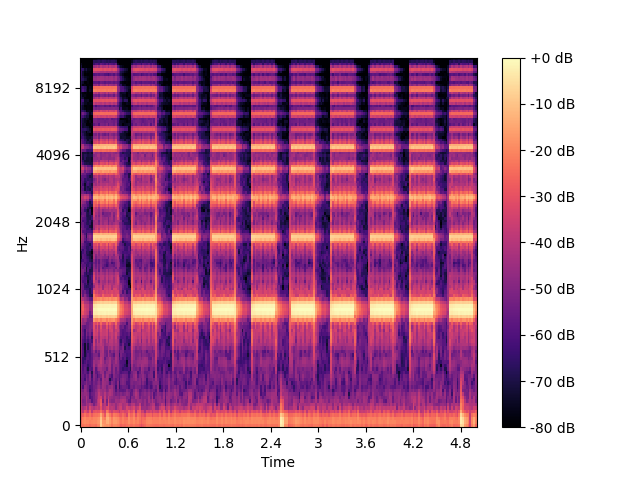 8192
4096
2048
1024
512
0
Hz
0 0.6 1.2 1.8 2.4 3 3.6 4.2 4.8
Time
+0 dB
-10 dB
-20 dB
-30 dB
-40 dB
-50 dB
-60 dB
-70 dB
-80 dB